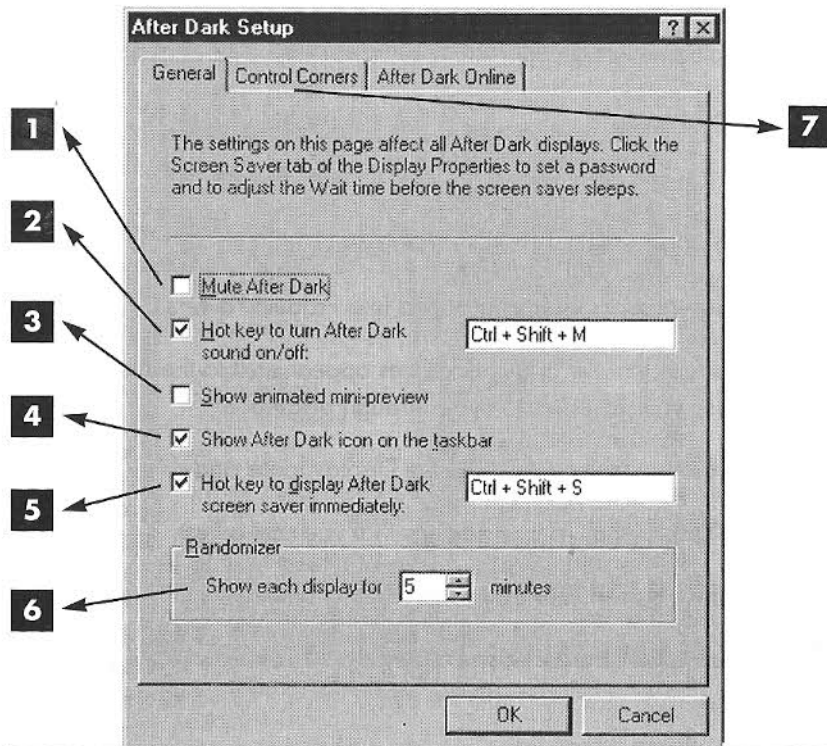 After Dark Setup
General Control Corners After Dark Online
1
7
The settings on this page affect all After Dark displays. Click the
Screen Saver tab of the Display Properties to set a password
and to adjust the Wait time before the screen saver sleeps.
2
Mute After Dark
3
Hot key to turn After Dark Ctrl + Shift + M
sound on/off:
Show animated mini-preview
4
Show After Dark icon on the taskbar
5
Hot key to display After Dark Ctrl + Shift + S
screen saver immediately:
Randomizer
6
Show each display for 5 minutes
OK Cancel